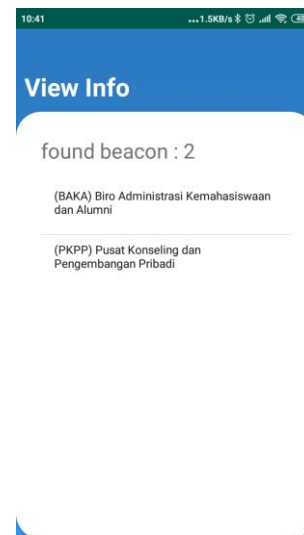 10:41 ...1.5KB/s
View Info
found beacon : 2
(BAKA) Biro Administrasi Kemahasiswaan
dan Alumni
(PKPP) Pusat Konseling dan
Pengembangan Pribadi